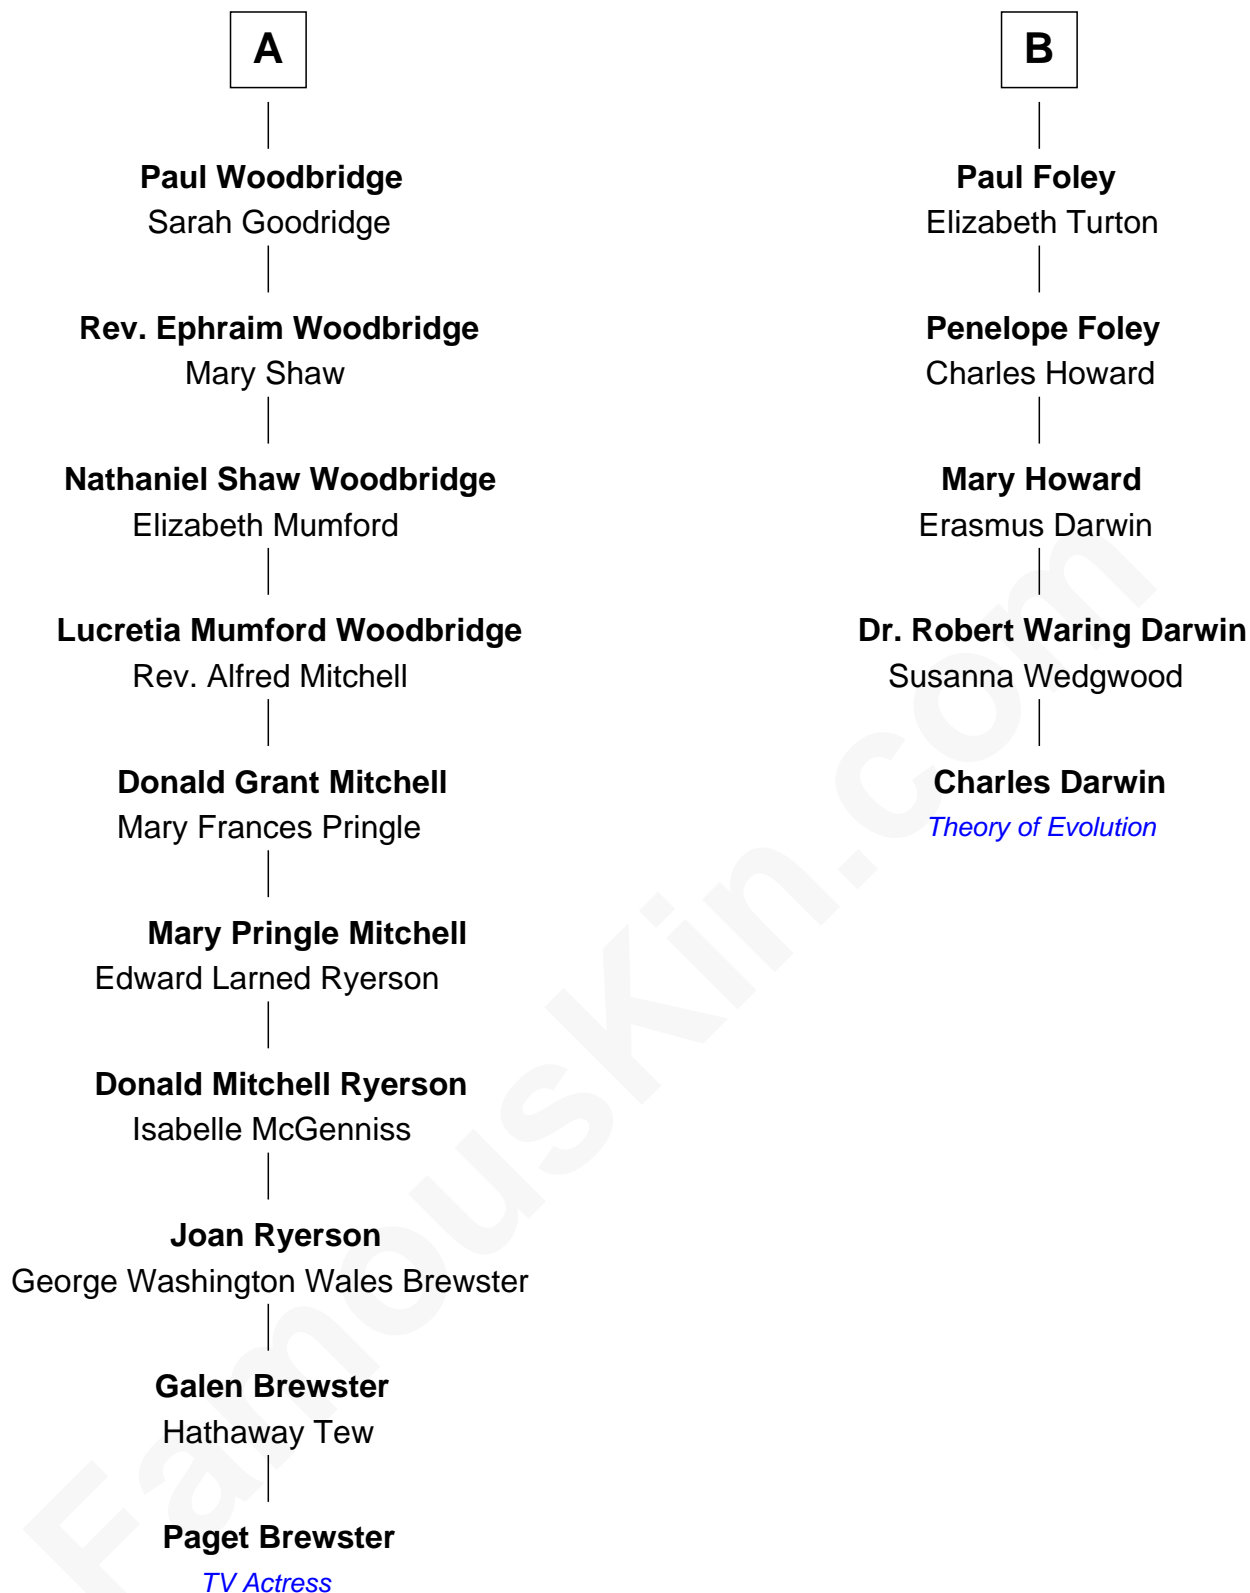 A
Paul Woodbridge
Sarah Goodridge
Rev. Ephraim Woodbridge
Mary Shaw
Nathaniel Shaw Woodbridge
Elizabeth Mumford
Lucretia Mumford Woodbridge
Rev. Alfred Mitchell
Donald Grant Mitchell
Mary Frances Pringle
Mary Pringle Mitchell
Edward Larned Ryerson
Donald Mitchell Ryerson
Isabelle McGenniss
Joan Ryerson
George Washington Wales Brewster
Galen Brewster
Hathaway Tew
Paget Brewster
TV Actress
B
Paul Foley
Elizabeth Turton
Penelope Foley
Charles Howard
Mary Howard
Erasmus Darwin
Dr. Robert Waring Darwin
Susanna Wedgwood
Charles Darwin
Theory of Evolution
FamousKin.com